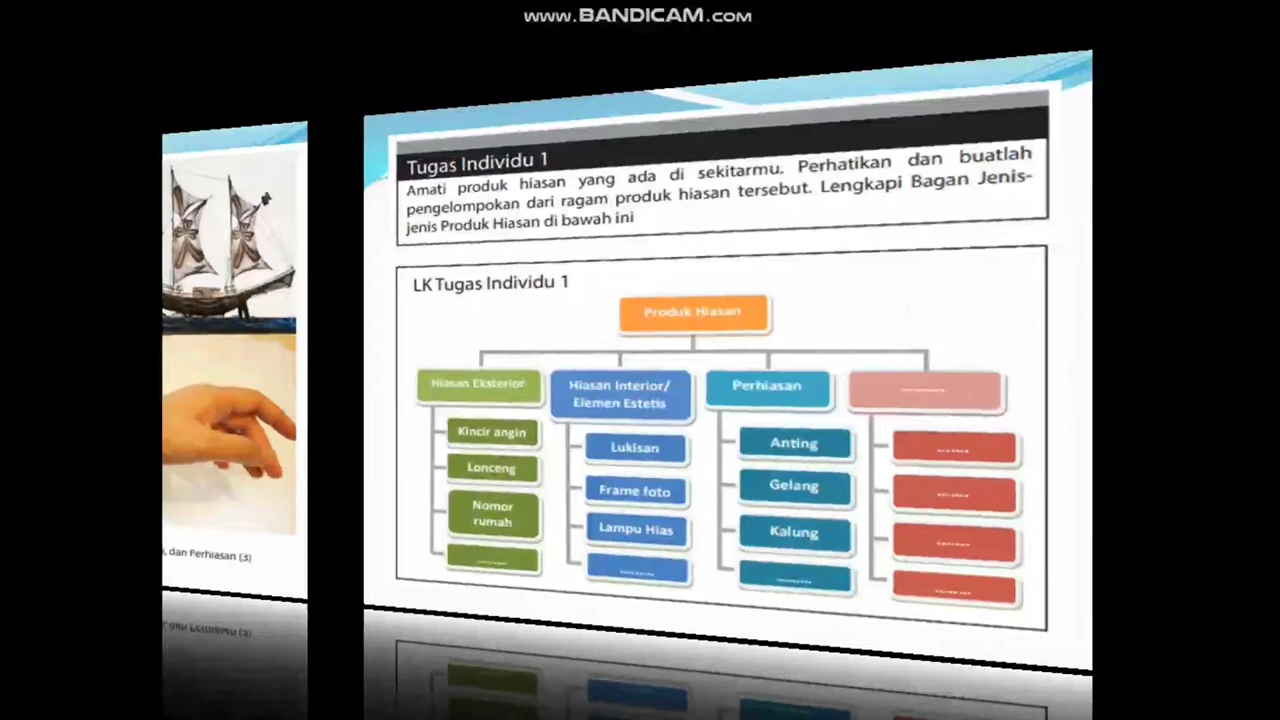 www.BANDICAM.com
Tugas Individu 1
Amati produk hiasan yang ada di sekitarmu. Perhatikan dan buatlah
pengelompokan dari ragam produk hiasan tersebut. Lengkapi Bagan Jenis-
jenis Produk Hiasan di bawah ini
LK Tugas Individu 1
Produk Hiasan
Hiasan Eksterior
Kincir angin
Lonceng
Nomor
rumah
............
Hiasan Interior/
Elemen Estetis
Lukisan
Frame foto
Lampu Hias
............
Perhiasan
Anting
Gelang
Kalung
............
............
............
............
............
............
, dan Perhiasan (3)